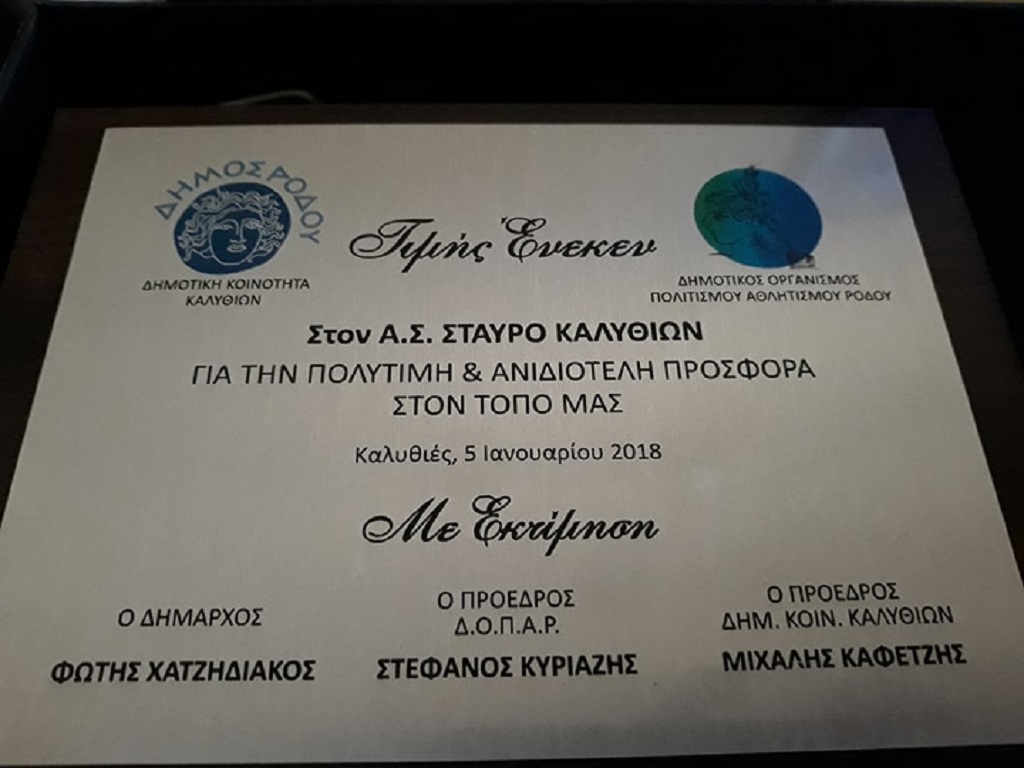 ΔΗΜΟΣ ΡΟΔΟΥ
ΔΗΜΟΤΙΚΗ ΚΟΙΝΟΤΗΤΑ
ΚΑΛΥΘΙΩΝ
Τιμής Ένεκεν
ΔΗΜΟΤΙΚΟΣ ΟΡΓΑΝΙΣΜΟΣ
ΠΟΛΙΤΙΣΜΟΥ ΑΘΛΗΤΙΣΜΟΥ ΡΟΔΟΥ
Στον Α.Σ. ΣΤΑΥΡΟ ΚΑΛΥΘΙΩΝ
ΓΙΑ ΤΗΝ ΠΟΛΥΤΙΜΗ & ΑΝΙΔΙΟΤΕΛΗ ΠΡΟΣΦΟΡΑ
ΣΤΟΝ ΤΟΠΟ ΜΑΣ
Καλυθιές, 5 Ιανουαρίου 2018
Με Εκτίμηση
Ο ΔΗΜΑΡΧΟΣ
ΦΩΤΗΣ ΧΑΤΖΗΔΙΑΚΟΣ
Ο ΠΡΟΕΔΡΟΣ
Δ.Ο.Π.Α.Ρ.
ΣΤΕΦΑΝΟΣ ΚΥΡΙΑΖΗΣ
Ο ΠΡΟΕΔΡΟΣ
ΔΗΜ. ΚΟΙΝ. ΚΑΛΥΘΙΩΝ
ΜΙΧΑΛΗΣ ΚΑΦΕΤΖΗΣ